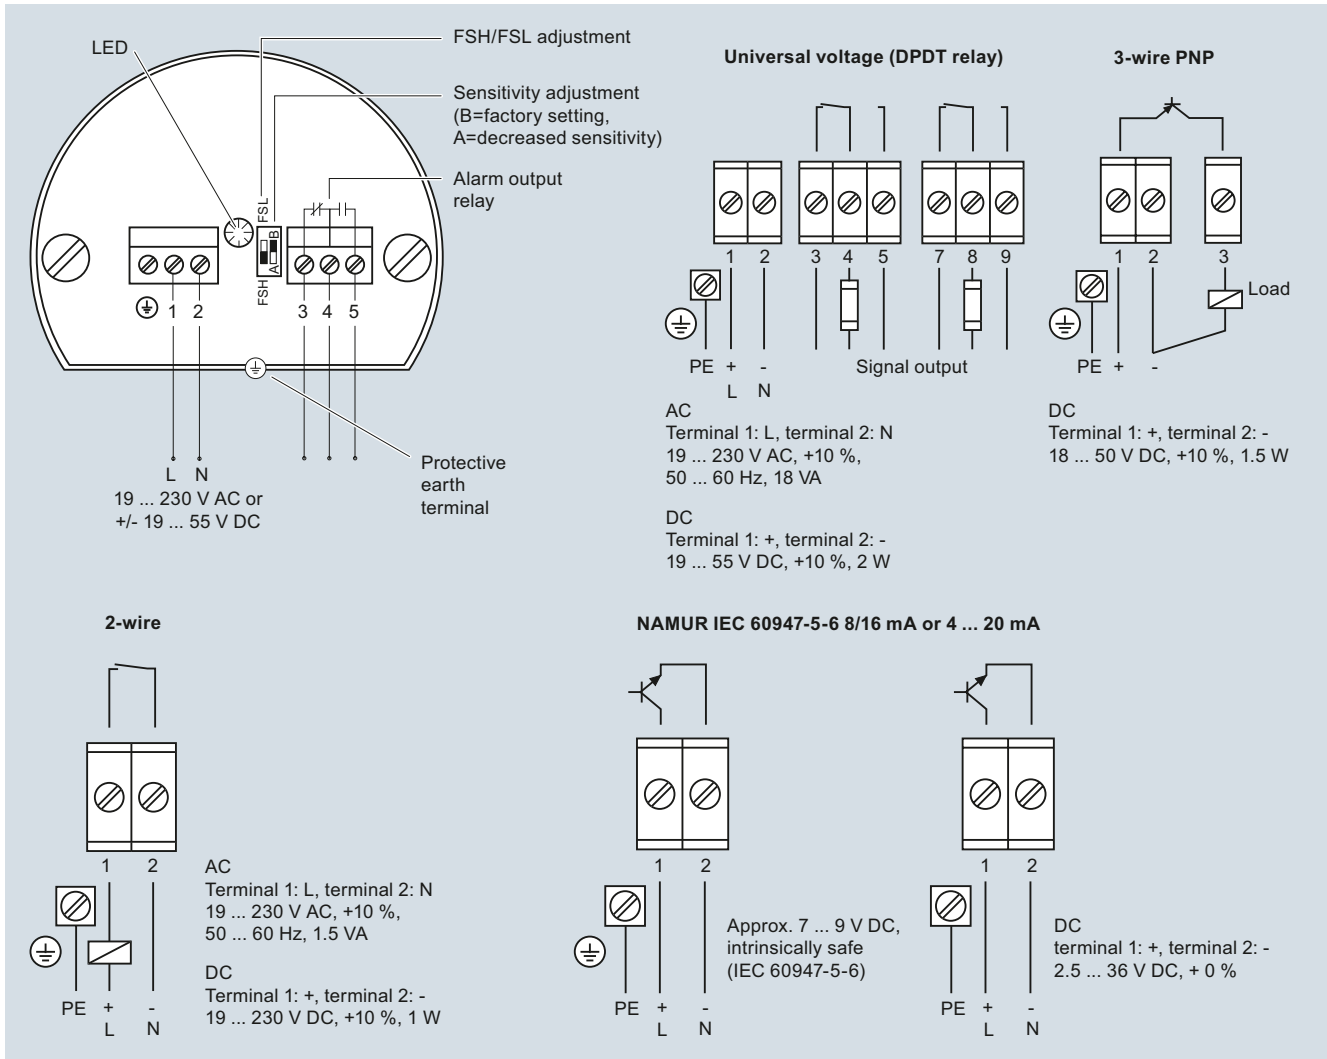 LED
FSH/FSL adjustment
Sensitivity adjustment
(B=factory setting,
A=decreased sensitivity)
Alarm output
relay
FSL
B
A
FSH
1 2
3 4 5
L N
19 ... 230 V AC or
+/- 19 ... 55 V DC
Protective
earth
terminal
Universal voltage (DPDT relay)
1 2 3 4 5 7 8 9
PE + -
L N
Signal output
AC
Terminal 1: L, terminal 2: N
19 ... 230 V AC, +10 %,
50 ... 60 Hz, 18 VA
DC
Terminal 1: +, terminal 2: -
19 ... 55 V DC, +10 %, 2 W
3-wire PNP
1 2 3
Load
PE + -
DC
Terminal 1: +, terminal 2: -
18 ... 50 V DC, +10 %, 1.5 W
2-wire
1 2
PE + -
L N
AC
Terminal 1: L, terminal 2: N
19 ... 230 V AC, +10 %,
50 ... 60 Hz, 1.5 VA
DC
Terminal 1: +, terminal 2: -
19 ... 230 V DC, +10 %, 1 W
NAMUR IEC 60947-5-6 8/16 mA or 4 ... 20 mA
1 2
PE + -
L N
Approx. 7 ... 9 V DC,
intrinsically safe
(IEC 60947-5-6)
1 2
PE + -
L N
DC
terminal 1: +, terminal 2: -
2.5 ... 36 V DC, + 0 %